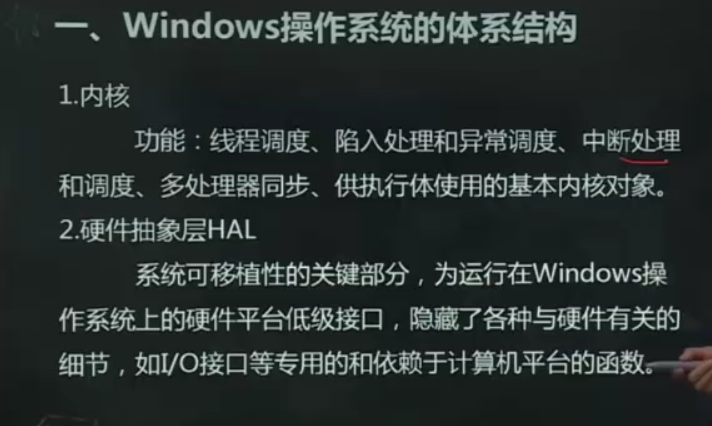 一、Windows操作系统的体系结构
1.内核
功能：线程调度、陷入处理和异常调度、中断处理
和调度、多处理器同步、供执行体使用的基本内核对象。
2.硬件抽象层HAL
系统可移植性的关键部分，为运行在Windows操
作系统上的硬件平台低级接口，隐藏了各种与硬件有关的
细节，如I/O接口等专用的和依赖于计算机平台的函数。